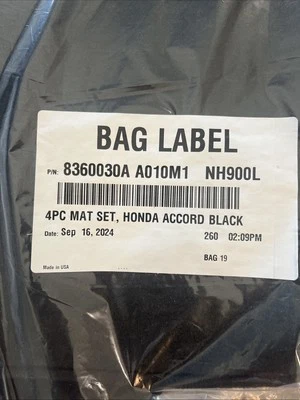 BAG LABEL
P/N: 8360030A A010M1 NH900L
4PC MAT SET, HONDA ACCORD BLACK
Date: Sep 16, 2024 260 02:09PM
BAG 19
Made in USA